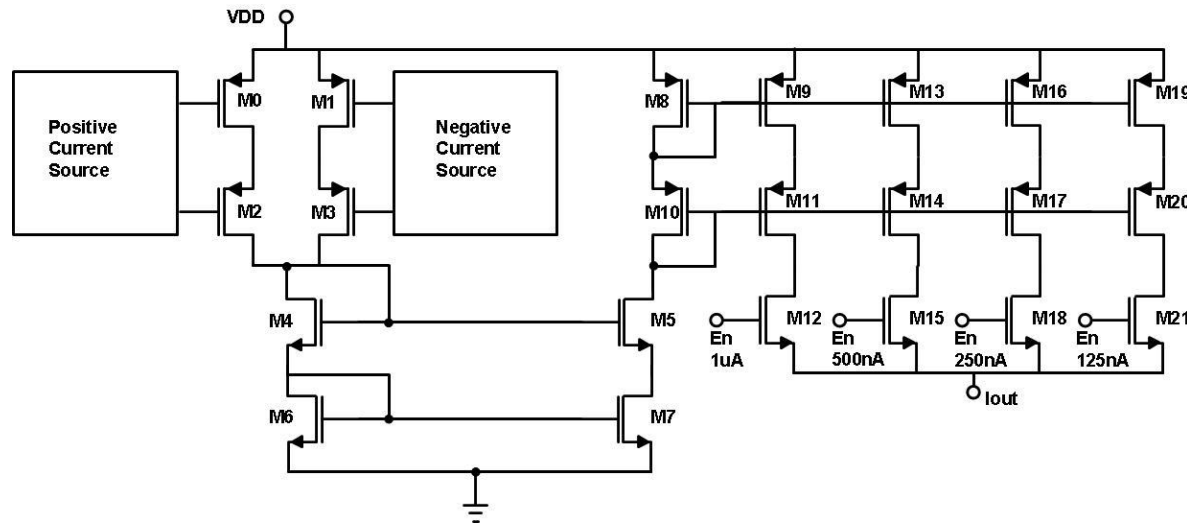 VDD
Positive
Current
Source
M0
M1
Negative
Current
Source
M8
M9
M13
M16
M19
M2
M3
M10
M11
M14
M17
M20
M4
M5
M12
M15
M18
M21
En
1uA
En
500nA
En
250nA
En
125nA
Iout
M6
M7